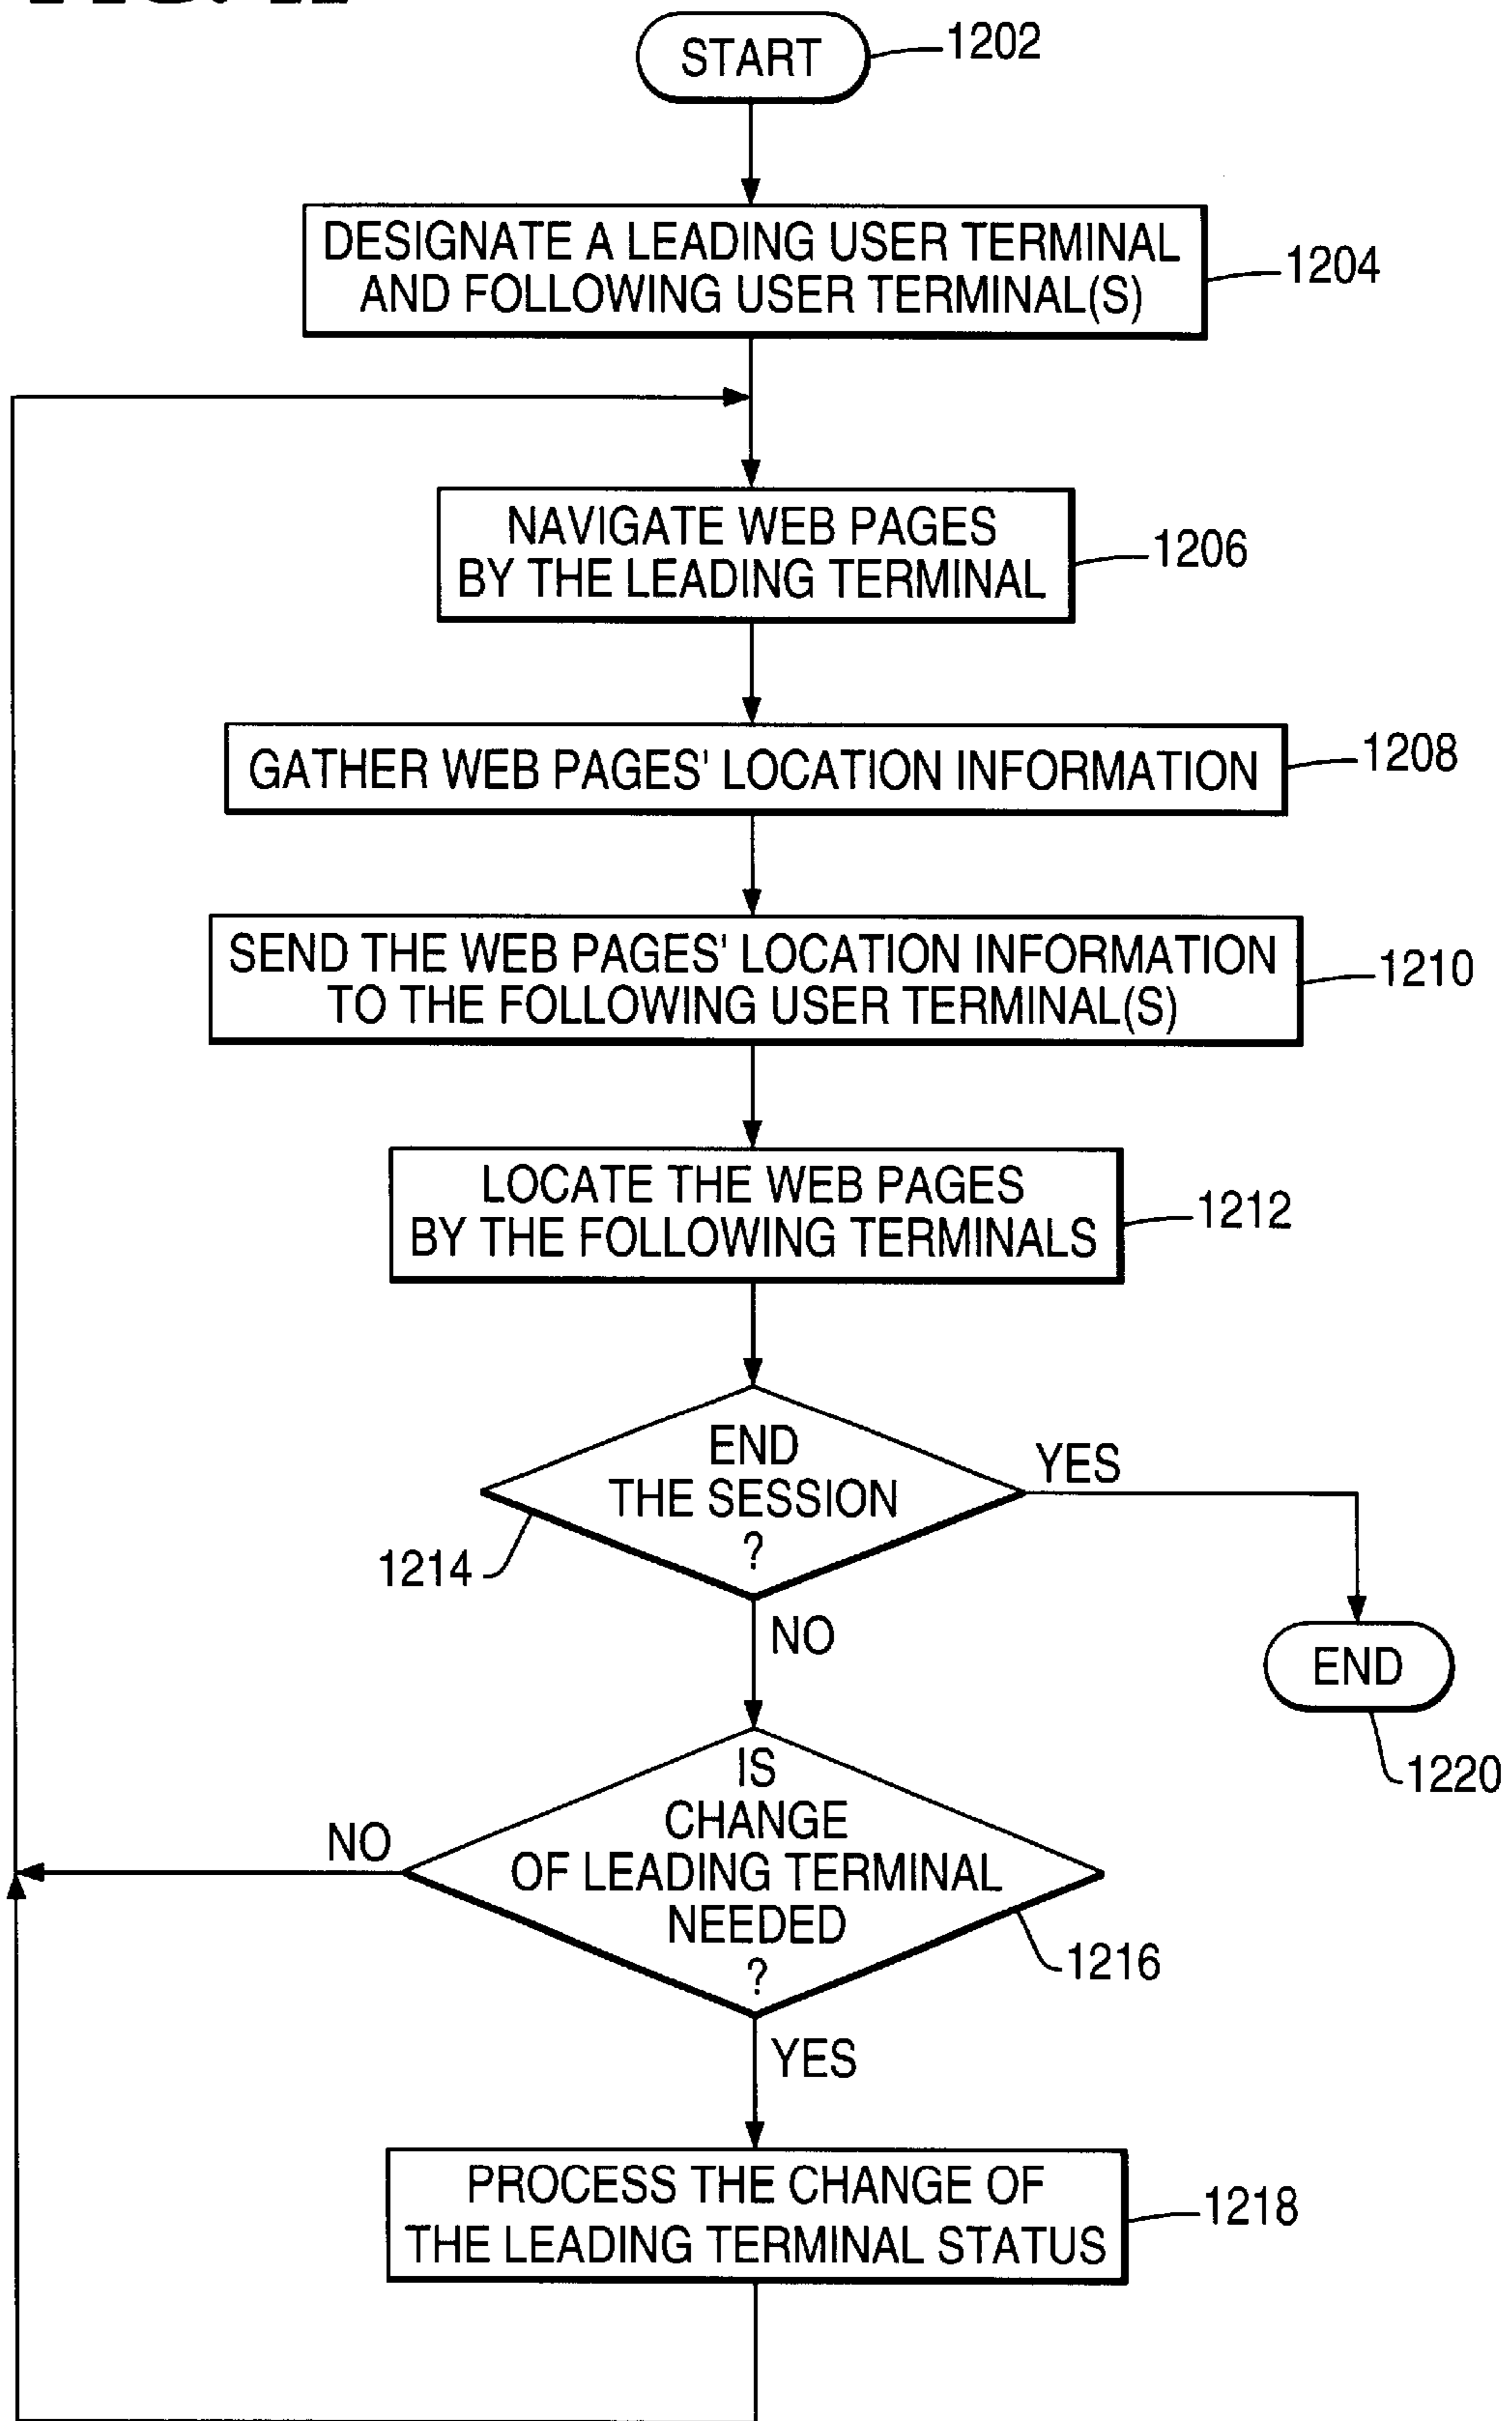 START
1202
DESIGNATE A LEADING USER TERMINAL
AND FOLLOWING USER TERMINAL(S)
1204
NAVIGATE WEB PAGES
BY THE LEADING TERMINAL
1206
GATHER WEB PAGES' LOCATION INFORMATION
1208
SEND THE WEB PAGES' LOCATION INFORMATION
TO THE FOLLOWING USER TERMINAL(S)
1210
LOCATE THE WEB PAGES
BY THE FOLLOWING TERMINALS
1212
END
THE SESSION
?
YES
1214
NO
END
1220
IS
CHANGE
OF LEADING TERMINAL
NEEDED
?
NO
1216
YES
PROCESS THE CHANGE OF
THE LEADING TERMINAL STATUS
1218